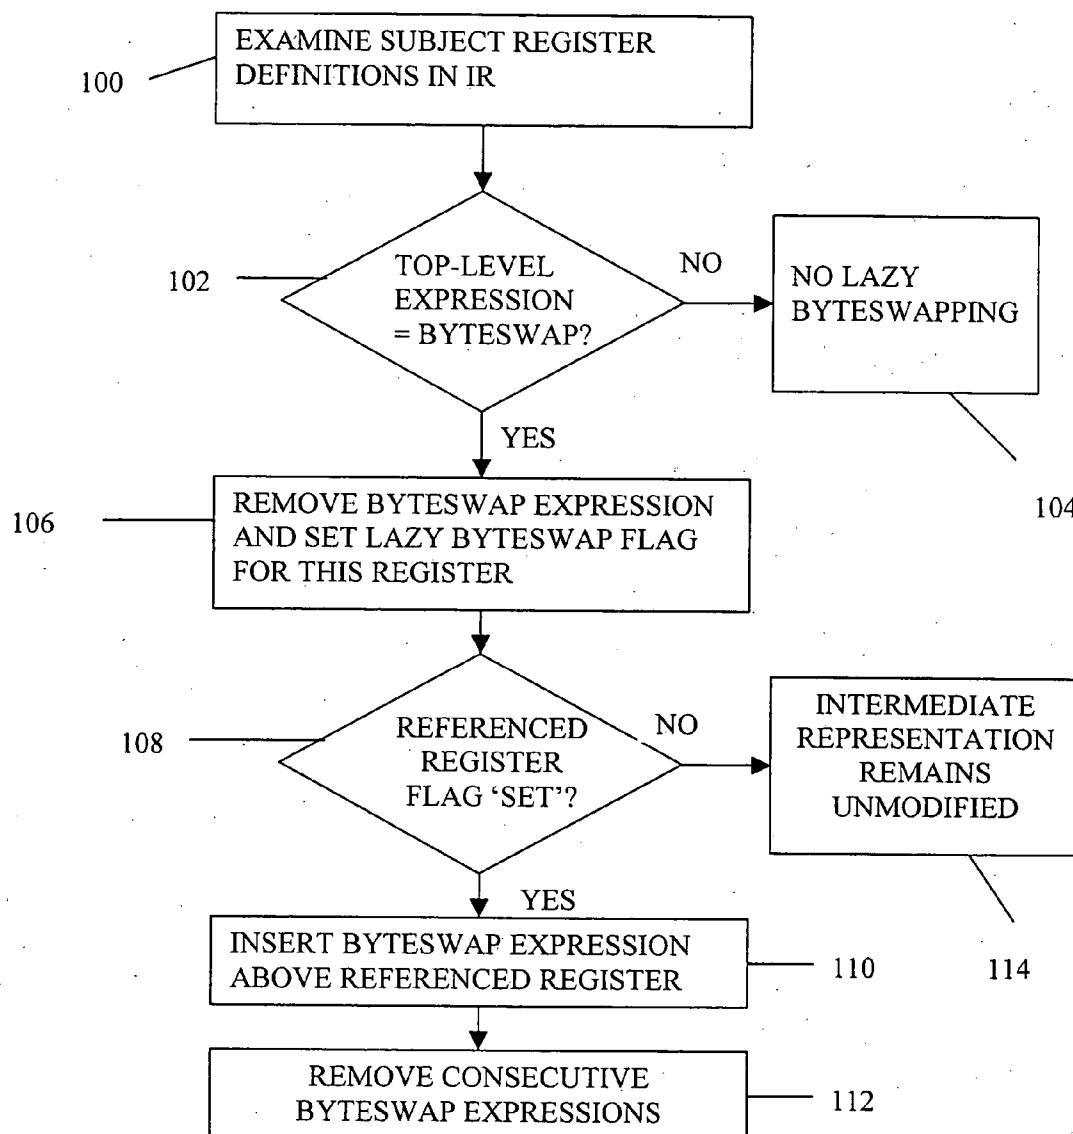 EXAMINE SUBJECT REGISTER
DEFINITIONS IN IR
100
TOP-LEVEL
EXPRESSION
= BYTESWAP?
102
NO
NO LAZY
BYTESWAPPING
104
YES
REMOVE BYTESWAP EXPRESSION
AND SET LAZY BYTESWAP FLAG
FOR THIS REGISTER
106
REFERENCED
REGISTER
FLAG ‘SET’?
108
NO
INTERMEDIATE
REPRESENTATION
REMAINS
UNMODIFIED
114
YES
INSERT BYTESWAP EXPRESSION
ABOVE REFERENCED REGISTER
110
REMOVE CONSECUTIVE
BYTESWAP EXPRESSIONS
112